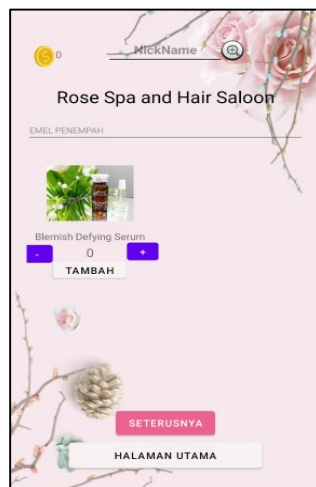 0
NickName
Rose Spa and Hair Saloon
EMEL PENEMPAH
Blemish Defying Serum
- 0 +
TAMBAH
SETERUSNYA
HALAMAN UTAMA